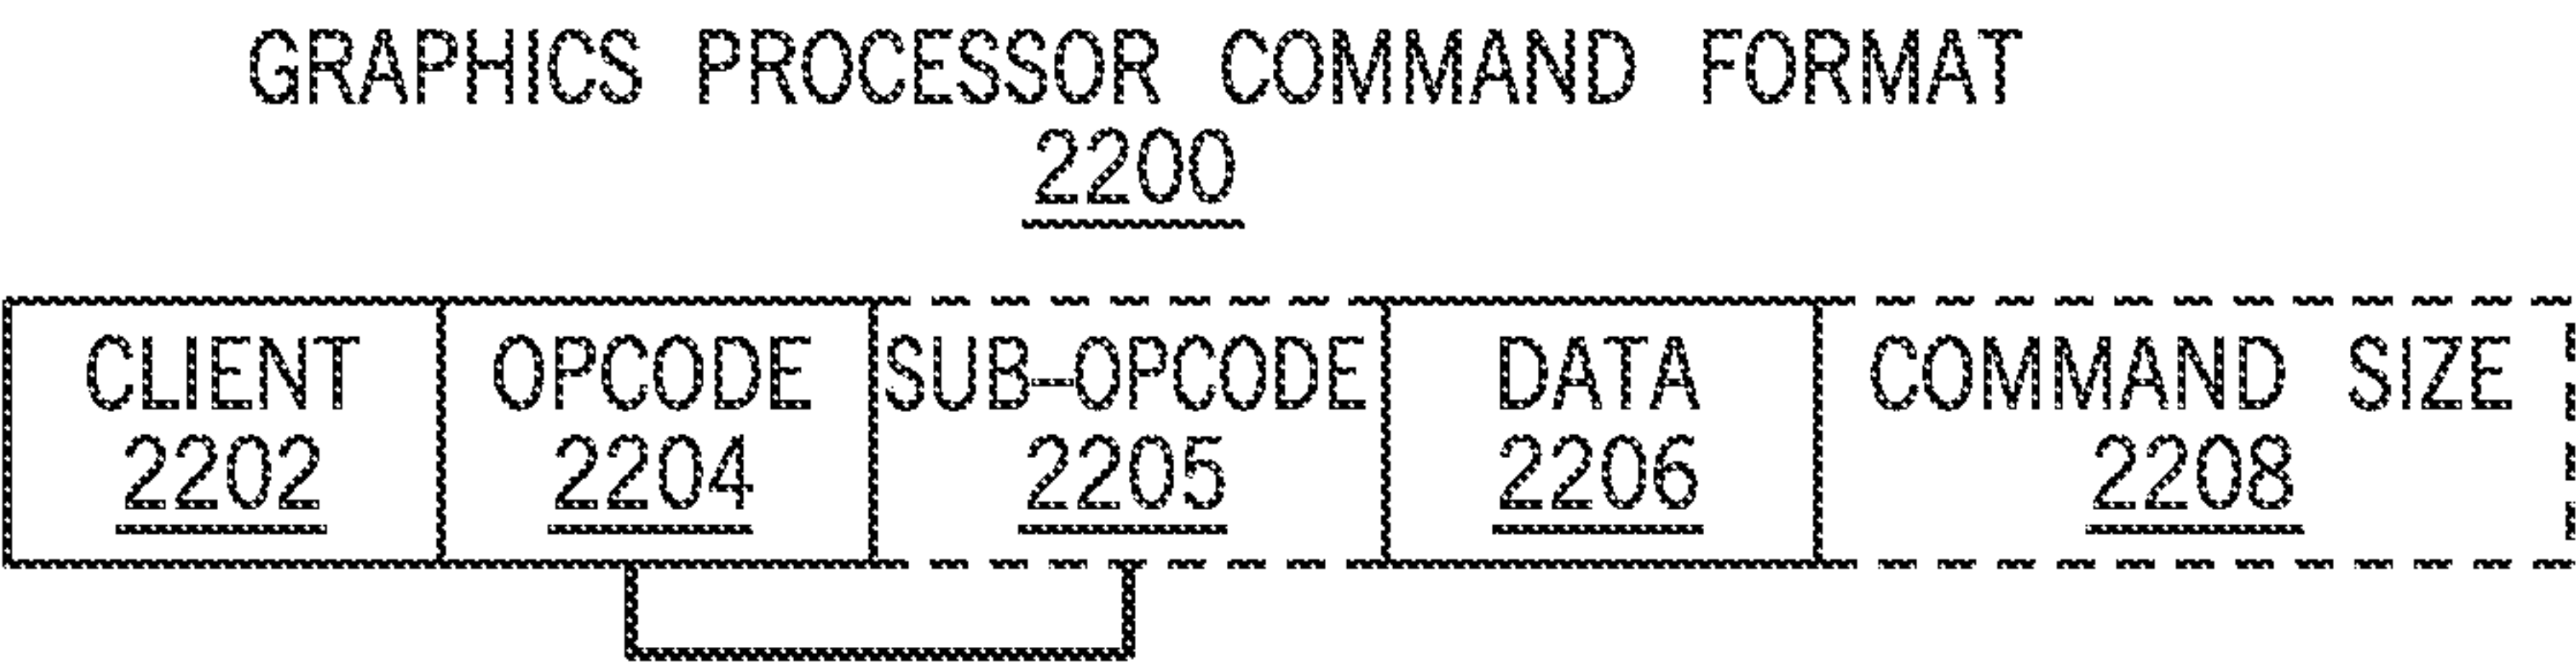 GRAPHICS PROCESSOR COMMAND FORMAT
2200
CLIENT OPCODE SUB-OPCODE DATA COMMAND SIZE
2202 2204 2205 2206 2208